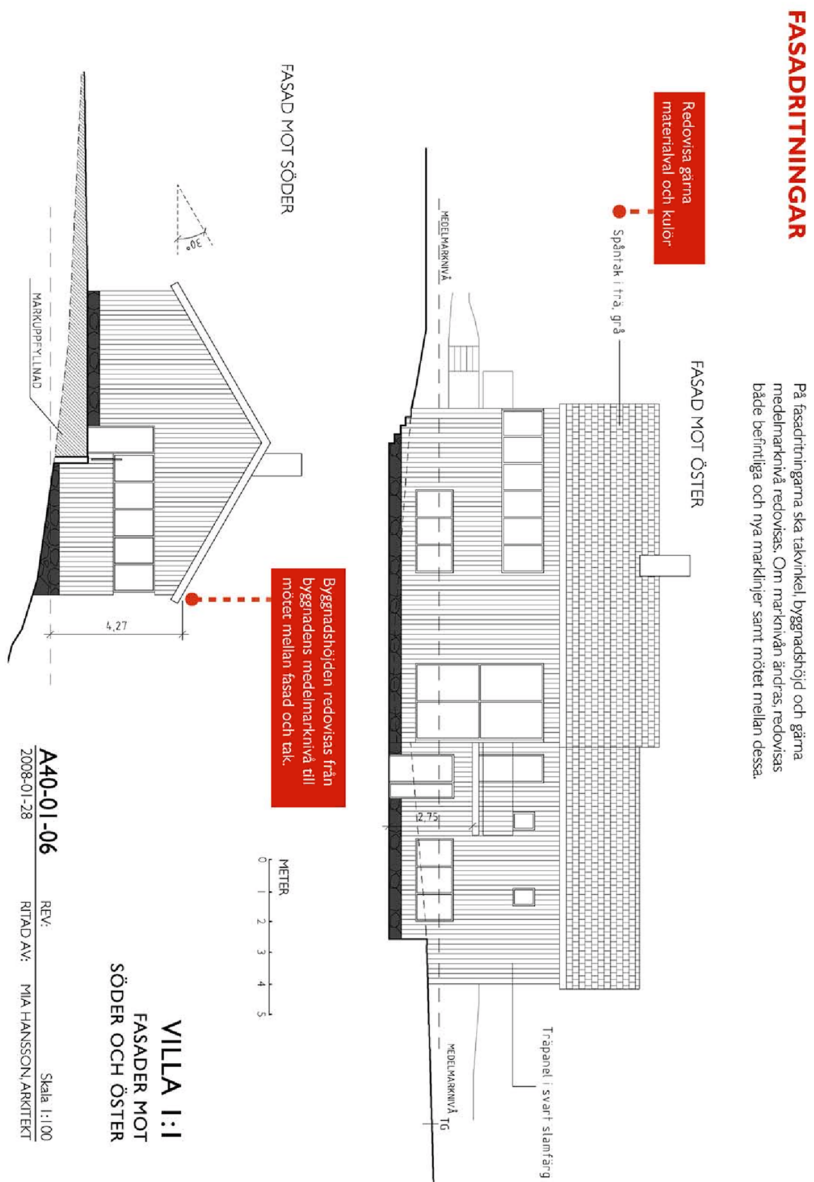 FASADRITNINGAR
På fasadritningarna ska takvinkel, byggnadshöjd och gärna
medelmarknivå redovisas. Om marknivån ändras, redovisas
både befintliga och nya marklinjer samt mötet mellan dessa.
Redovisa gärna
materialval och kulör
Spåntak i trä, grå
FASAD MOT ÖSTER
MEDELMARKNIVÅ
2,75
Träpanel i svart slamfärg
MEDELMARKNIVÅ
TG
FASAD MOT SÖDER
30°
MARKUPPFYLLNAD
4,27
Byggnadshöjden redovisas från
byggnadens medelmarknivå till
mötet mellan fasad och tak.
METER
0 1 2 3 4 5
VILLA 1:1
FASADER MOT
SÖDER OCH ÖSTER
A40-01-06
REV:
Skala 1:100
2008-01-28
RITAD AV: MIA HANSSON, ARKITEKT